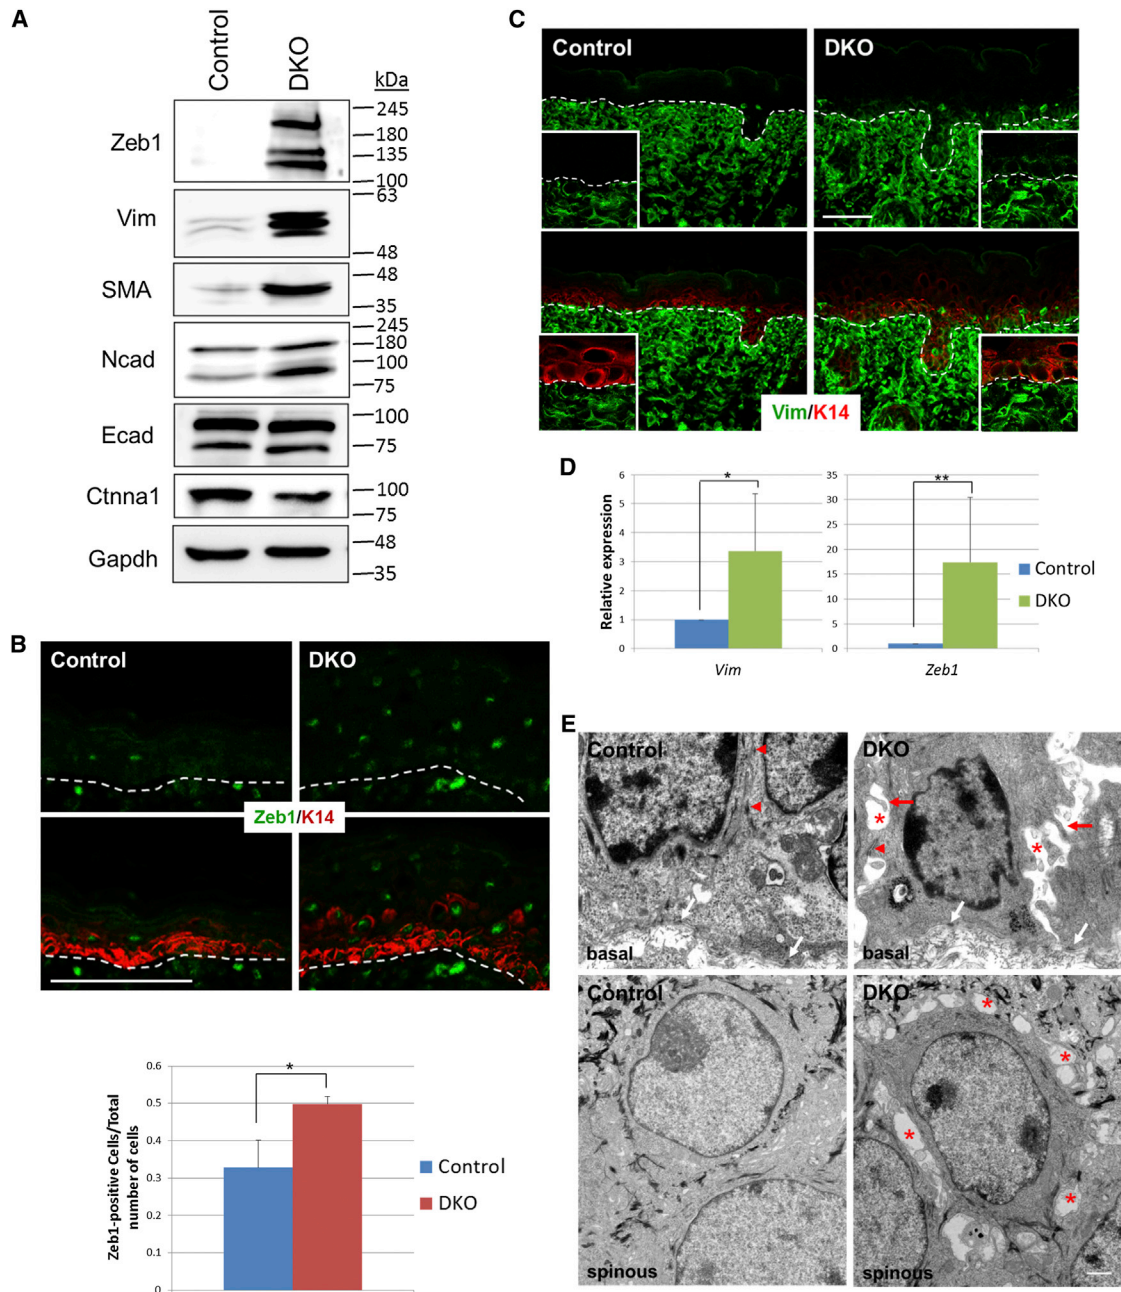 A
Control
DKO
kDa
Zeb1
245
180
135
100
Vim
63
48
SMA
48
35
Ncad
245
180
100
75
Ecad
100
75
Ctnna1
100
75
Gapdh
48
35
B
Control
DKO
Zeb1/K14
Zeb1-positive Cells/Total
number of cells
0.6
0.5
0.4
0.3
0.2
0.1
0
*
Control
DKO
C
Control
DKO
Vim/K14
D
Relative expression
6
5
4
3
2
1
0
*
Vim
35
30
25
20
15
10
5
0
**
Zeb1
Control
DKO
E
Control
DKO
*
*
basal
basal
Control
DKO
*
*
*
*
spinous
spinous